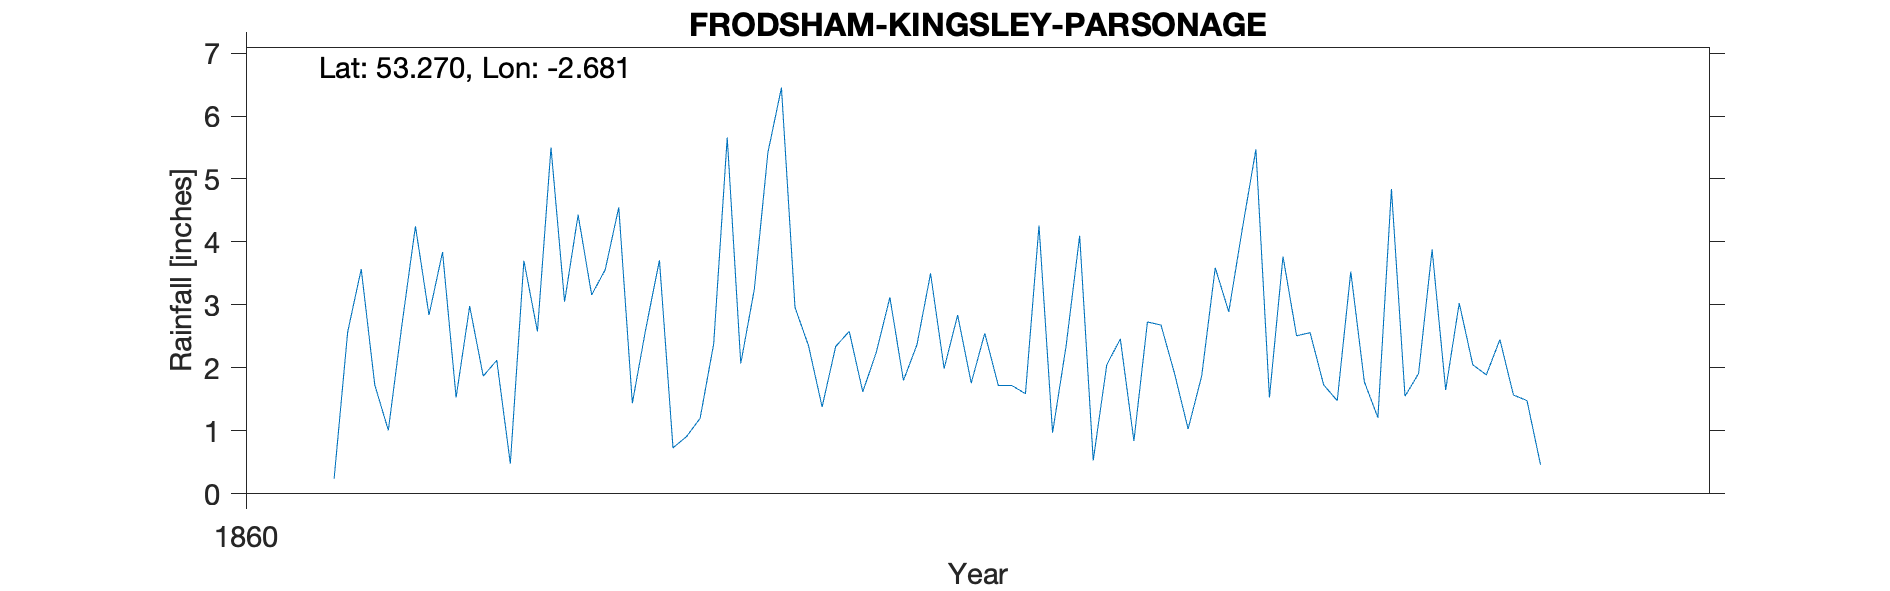 FRODSHAM-KINGSLEY-PARSONAGE
Lat: 53.270, Lon: -2.681
7
6
5
4
3
2
1
0
Rainfall [inches]
1860
Year